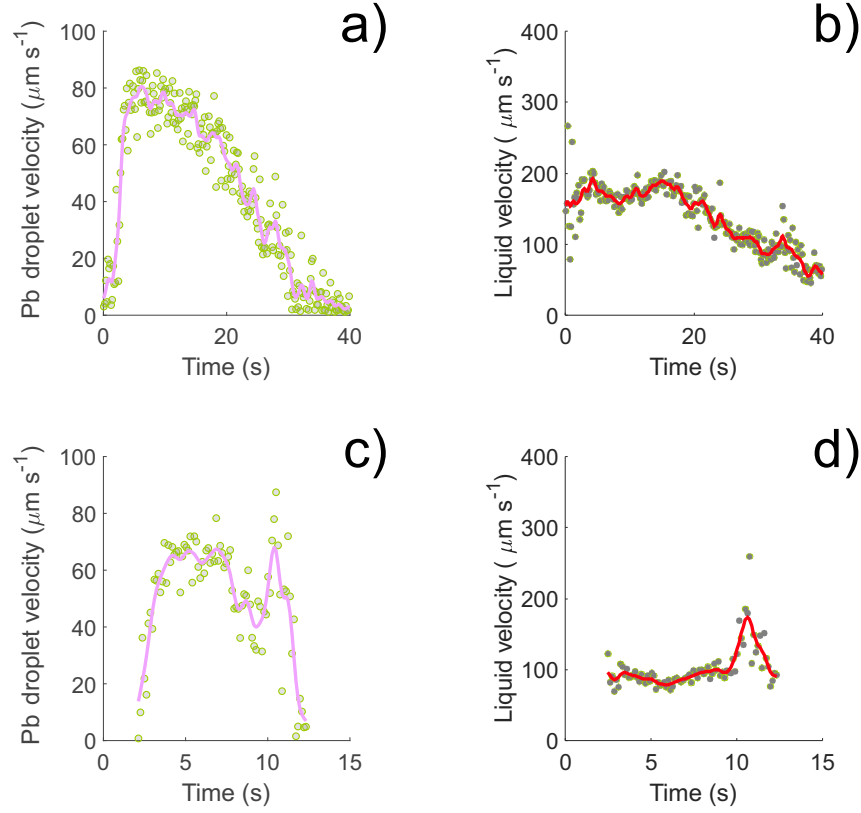 a)
Pb droplet velocity (μm s⁻¹)
100
80
60
40
20
0
0 20 40
Time (s)
b)
Liquid velocity ( μm s⁻¹)
400
300
200
100
0
0 20 40
Time (s)
c)
Pb droplet velocity (μm s⁻¹)
100
80
60
40
20
0
0 5 10 15
Time (s)
d)
Liquid velocity ( μm s⁻¹)
400
300
200
100
0
0 5 10 15
Time (s)